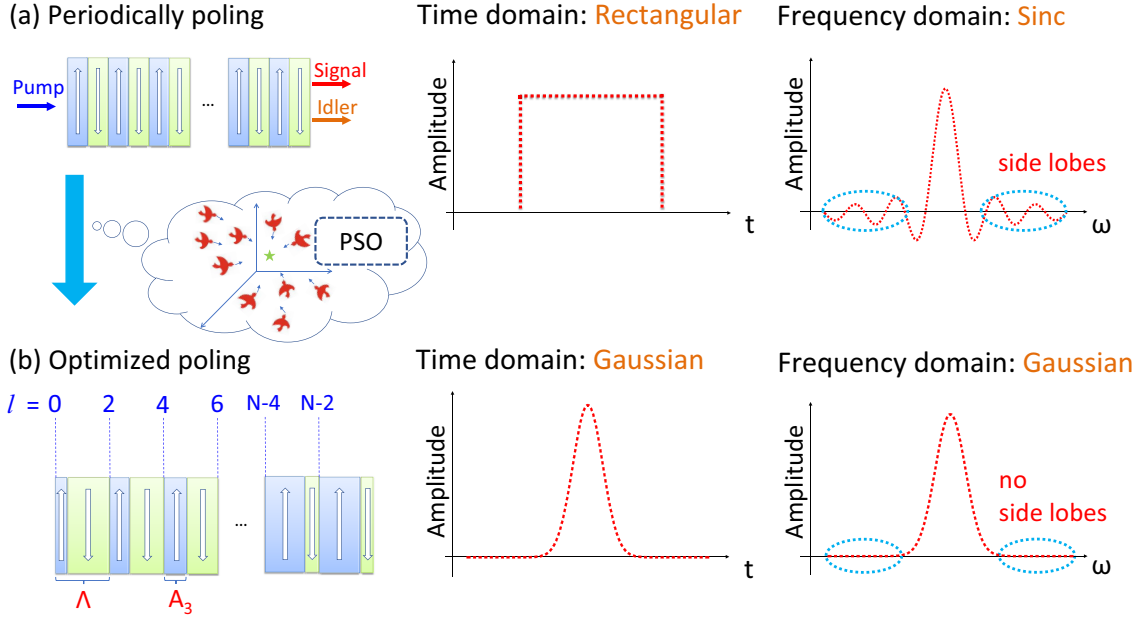 (a) Periodically poling
Time domain: Rectangular
Frequency domain: Sinc
Pump
...
Signal
Idler
Amplitude
t
Amplitude
side lobes
ω
PSO
(b) Optimized poling
Time domain: Gaussian
Frequency domain: Gaussian
l = 0 2 4 6 N-4 N-2
...
Λ
A₃
Amplitude
t
Amplitude
no
side lobes
ω